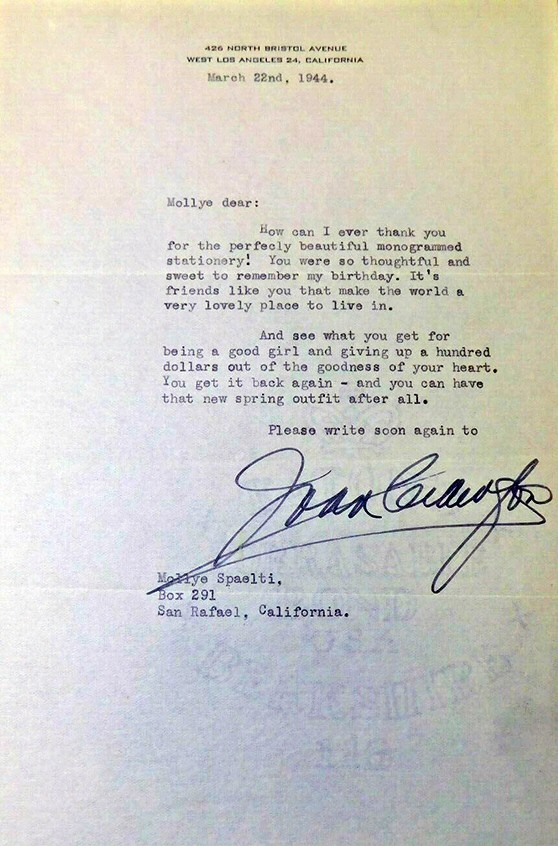 426 NORTH BRISTOL AVENUE
WEST LOS ANGELES 24, CALIFORNIA
March 22nd, 1944.
Mollye dear:
How can I ever thank you
for the perfecly beautiful monogrammed
stationery! You were so thoughtful and
sweet to remember my birthday. It's
friends like you that make the world a
very lovely place to live in.
And see what you get for
being a good girl and giving up a hundred
dollars out of the goodness of your heart.
You get it back again - and you can have
that new spring outfit after all.
Please write soon again to
Joan Crawford
Mollye Spaelti,
Box 291
San Rafael, California.